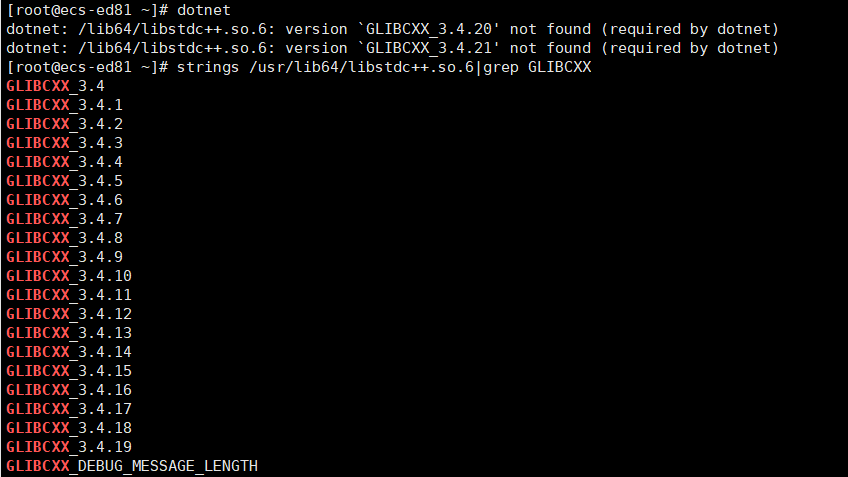 [root@ecs-ed81 ~]# dotnet
dotnet: /lib64/libstdc++.so.6: version `GLIBCXX_3.4.20' not found (required by dotnet)
dotnet: /lib64/libstdc++.so.6: version `GLIBCXX_3.4.21' not found (required by dotnet)
[root@ecs-ed81 ~]# strings /usr/lib64/libstdc++.so.6|grep GLIBCXX
GLIBCXX_3.4
GLIBCXX_3.4.1
GLIBCXX_3.4.2
GLIBCXX_3.4.3
GLIBCXX_3.4.4
GLIBCXX_3.4.5
GLIBCXX_3.4.6
GLIBCXX_3.4.7
GLIBCXX_3.4.8
GLIBCXX_3.4.9
GLIBCXX_3.4.10
GLIBCXX_3.4.11
GLIBCXX_3.4.12
GLIBCXX_3.4.13
GLIBCXX_3.4.14
GLIBCXX_3.4.15
GLIBCXX_3.4.16
GLIBCXX_3.4.17
GLIBCXX_3.4.18
GLIBCXX_3.4.19
GLIBCXX_DEBUG_MESSAGE_LENGTH